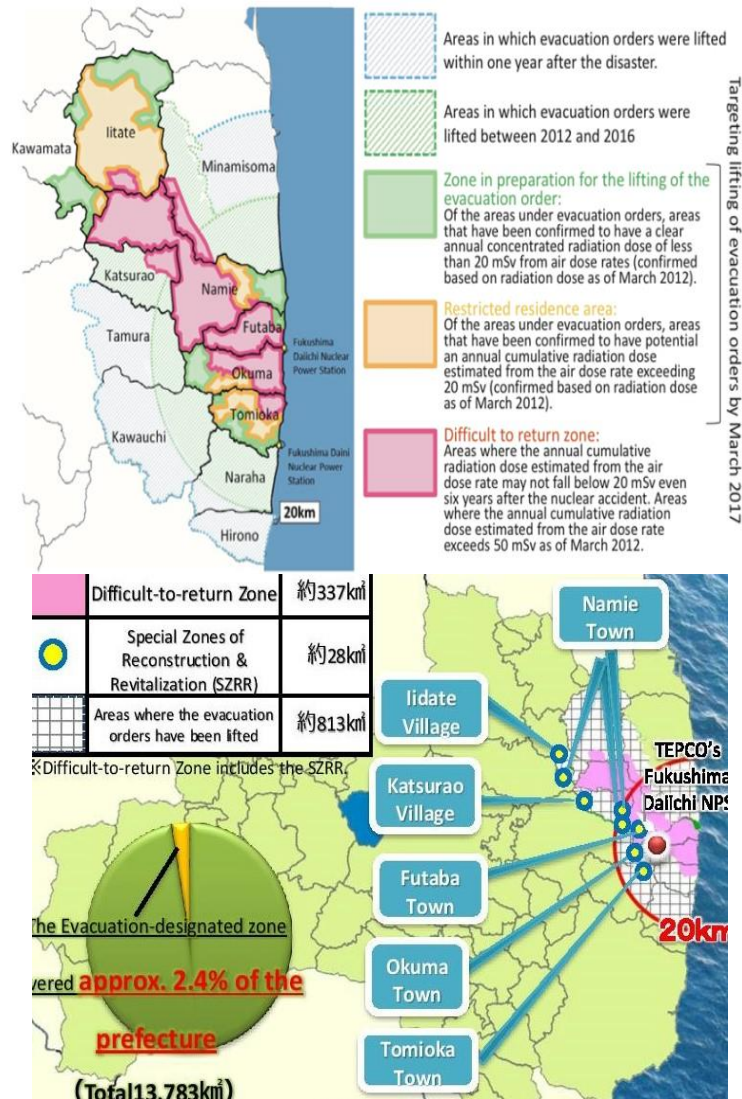 Areas in which evacuation orders were lifted
within one year after the disaster.
Areas in which evacuation orders were
lifted between 2012 and 2016
Zone in preparation for the lifting of the
evacuation order:
Of the areas under evacuation orders, areas
that have been confirmed to have a clear
annual concentrated radiation dose of less
than 20 mSv from air dose rates (confirmed
based on radiation dose as of March 2012).
Restricted residence area:
Of the areas under evacuation orders, areas
that have been confirmed to have potential
an annual cumulative radiation dose
estimated from the air dose rate exceeding
20 mSv (confirmed based on radiation dose
as of March 2012).
Difficult to return zone:
Areas where the annual cumulative
radiation dose estimated from the air
dose rate may not fall below 20 mSv even
six years after the nuclear accident. Areas
where the annual cumulative radiation
dose estimated from the air dose rate
exceeds 50 mSv as of March 2012.
Targeting lifting of evacuation orders by March 2017
Iitate
Kawamata
Minamisoma
Katsurao
Namie
Futaba
Tamura
Fukushima
Daiichi Nuclear
Power Station
Okuma
Tomioka
Kawauchi
Fukushima Daini
Nuclear Power
Station
Naraha
20km
Hirono
Difficult-to-return Zone
約337㎢
Special Zones of
Reconstruction &
Revitalization (SZRR)
約28㎢
Areas where the evacuation
orders have been lifted
約813㎢
※Difficult-to-return Zone includes the SZRR.
Namie
Town
Iidate
Village
TEPCO's
Fukushima
Daiichi NPS
Katsurao
Village
Futaba
Town
The Evacuation-designated zone
vered approx. 2.4% of the
prefecture
(Total13,783㎢)
20km
Okuma
Town
Tomioka
Town